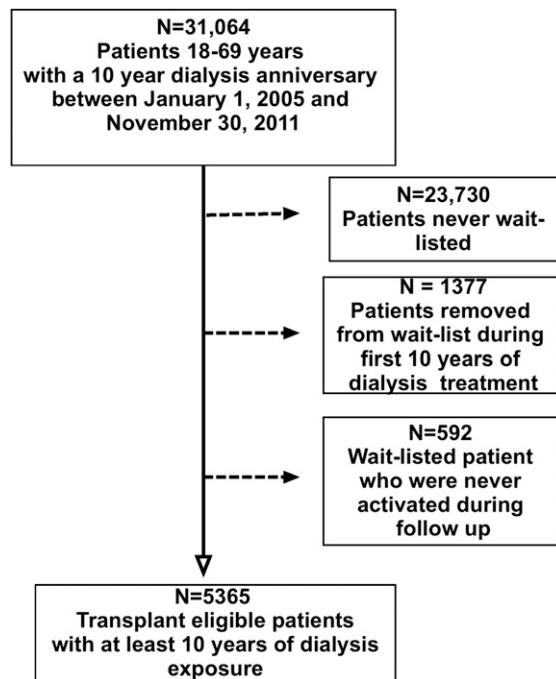 N=31,064
Patients 18-69 years
with a 10 year dialysis anniversary
between January 1, 2005 and
November 30, 2011
N=23,730
Patients never wait-
listed
N = 1377
Patients removed
from wait-list during
first 10 years of
dialysis treatment
N=592
Wait-listed patient
who were never
activated during
follow up
N=5365
Transplant eligible patients
with at least 10 years of dialysis
exposure